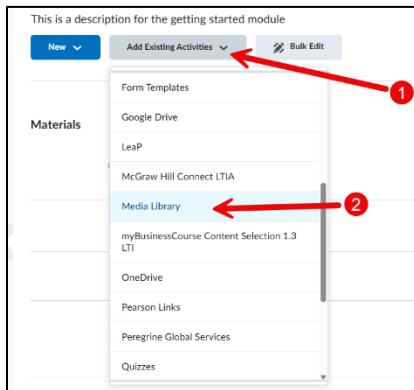 This is a description for the getting started module
New
Add Existing Activities
Bulk Edit
1
Form Templates
Google Drive
Materials
LeaP
McGraw Hill Connect LTIA
Media Library
2
myBusinessCourse Content Selection 1.3
LTI
OneDrive
Pearson Links
Peregrine Global Services
Quizzes